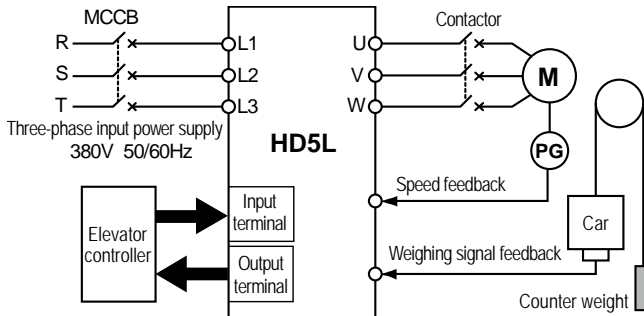 MCCB
Contactor
R
L1
U
S
L2
V
M
T
L3
W
Three-phase input power supply
380V 50/60Hz
HD5L
PG
Speed feedback
Input
terminal
Elevator
controller
Car
Output
terminal
Weighing signal feedback
Counter weight